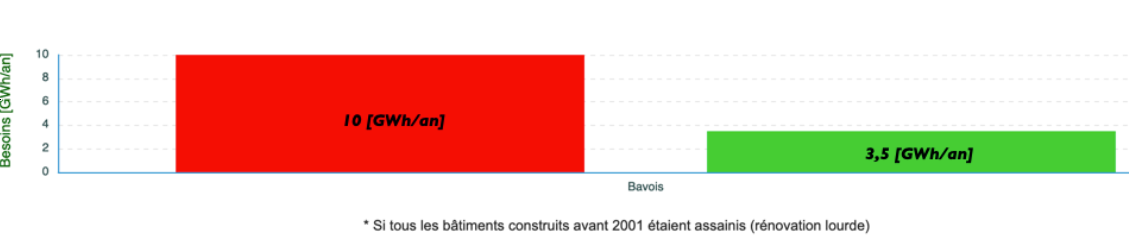 Besoins [GWh/an]
10
8
6
4
2
0
10 [GWh/an]
3,5 [GWh/an]
Bavois
* Si tous les bâtiments construits avant 2001 étaient assainis (rénovation lourde)